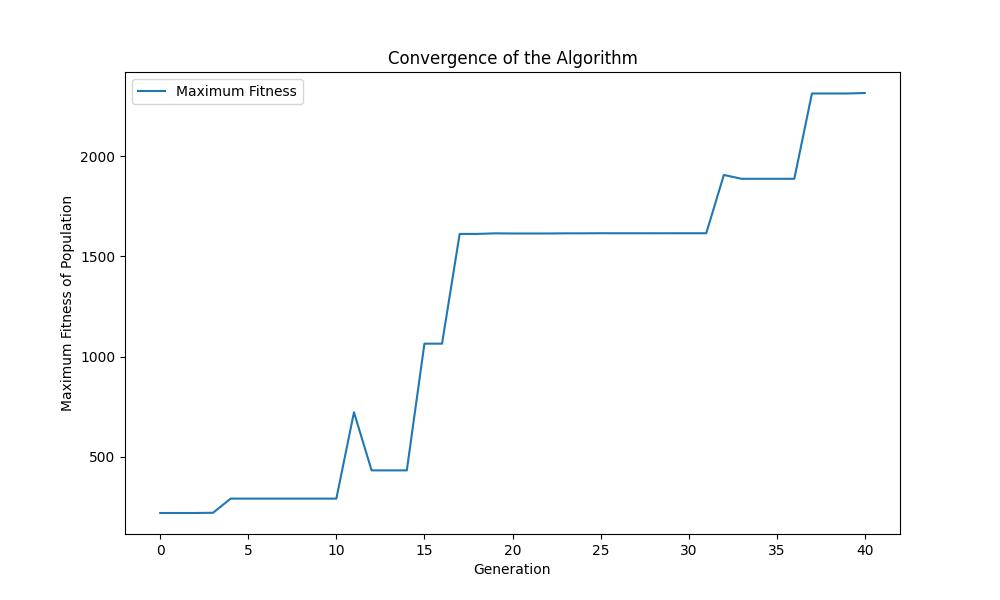 Convergence of the Algorithm
Maximum Fitness
Maximum Fitness of Population
2000
1500
1000
500
0 5 10 15 20 25 30 35 40
Generation